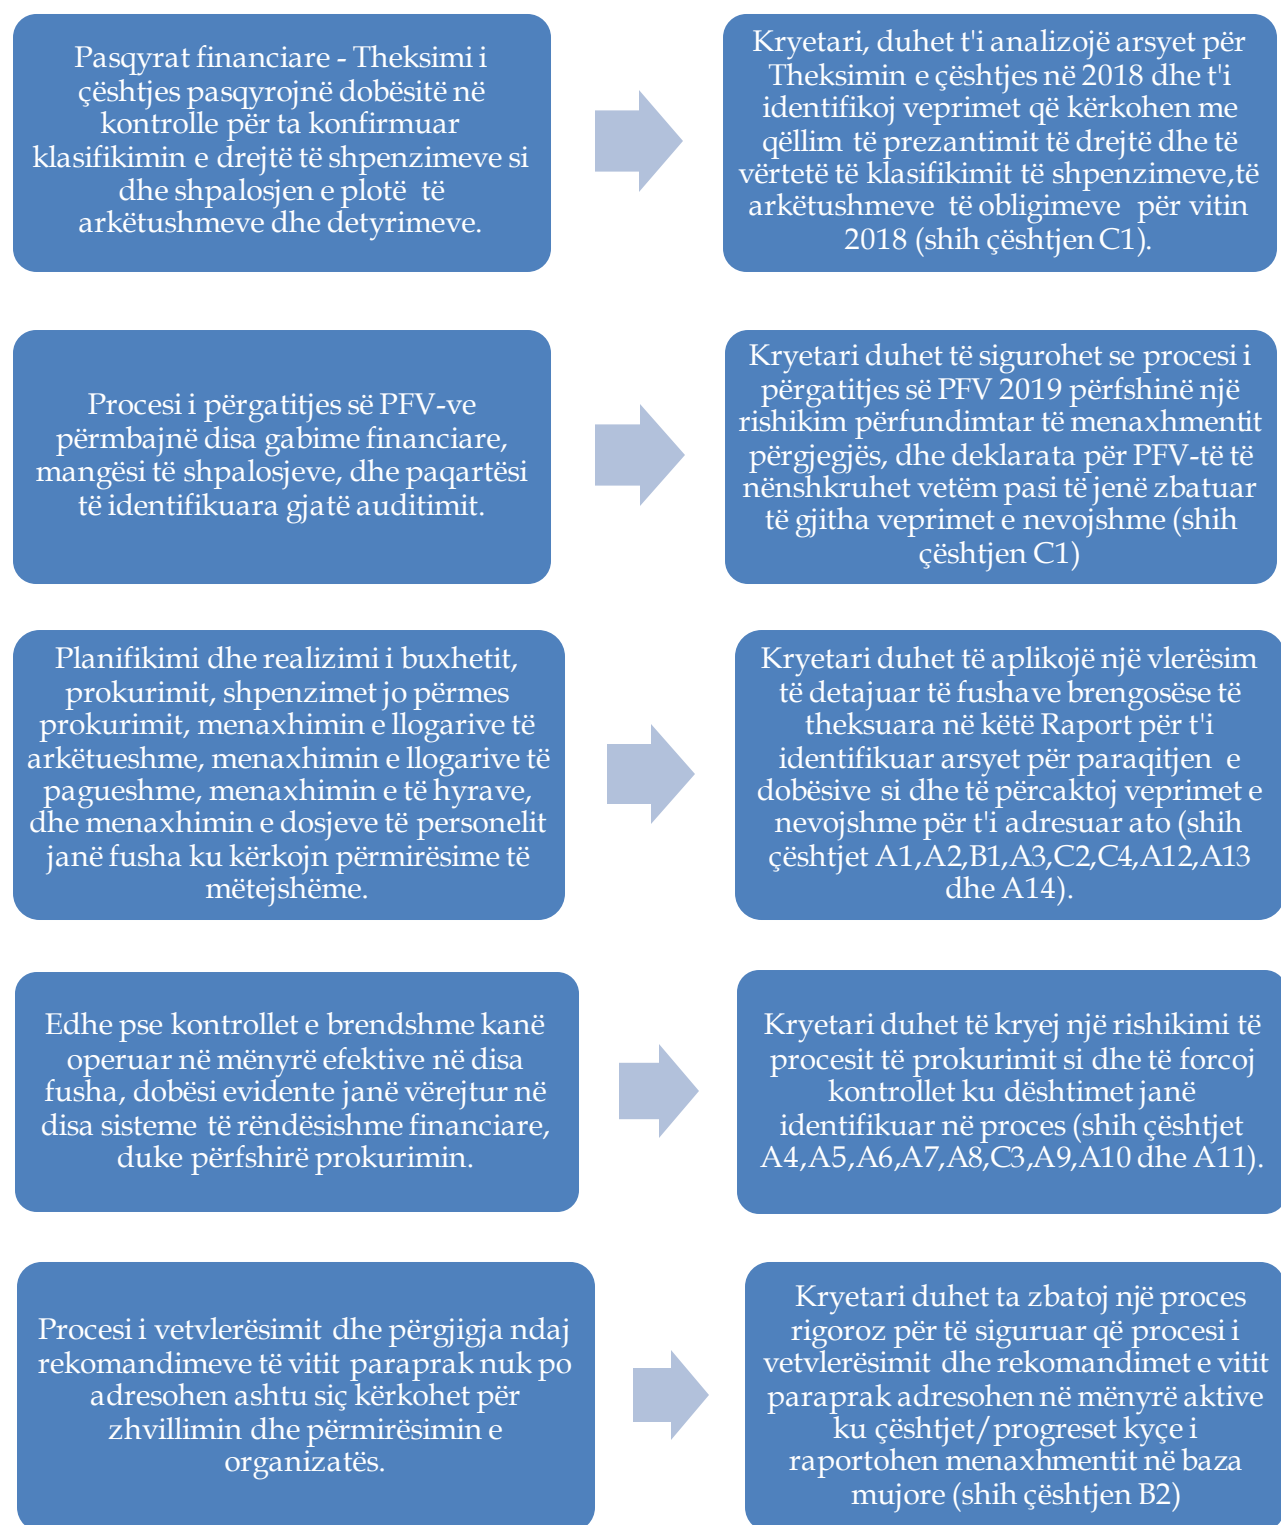 Pasqyrat financiare - Theksimi i
çështjes pasqyrojnë dobësitë në
kontrolle për ta konfirmuar
klasifikimin e drejtë të shpenzimeve si
dhe shpalosjen e plotë të
arkëtushmeve dhe detyrimeve.
Kryetari, duhet t'i analizojë arsyet për
Theksimin e çështjes në 2018 dhe t'i
identifikoj veprimet që kërkohen me
qëllim të prezantimit të drejtë dhe të
vërtetë të klasifikimit të shpenzimeve,të
arkëtushmeve të obligimeve për vitin
2018 (shih çështjen C1).
Procesi i përgatitjes së PFV-ve
përmbajnë disa gabime financiare,
mangësi të shpalosjeve, dhe paqartësi
të identifikuara gjatë auditimit.
Kryetari duhet të sigurohet se procesi i
përgatitjes së PFV 2019 përfshinë një
rishikim përfundimtar të menaxhmentit
përgjegjës, dhe deklarata për PFV-të të
nënshkruhet vetëm pasi të jenë zbatuar
të gjitha veprimet e nevojshme (shih
çështjen C1)
Planifikimi dhe realizimi i buxhetit,
prokurimit, shpenzimet jo përmes
prokurimit, menaxhimin e llogarive të
arkëtueshme, menaxhimin e llogarive të
pagueshme, menaxhimin e të hyrave,
dhe menaxhimin e dosjeve të personelit
janë fusha ku kërkojn përmirësime të
mëtejshëme.
Kryetari duhet të aplikojë një vlerësim
të detajuar të fushave brengosëse të
theksuara në këtë Raport për t'i
identifikuar arsyet për paraqitjen e
dobësive si dhe të përcaktoj veprimet e
nevojshme për t'i adresuar ato (shih
çështjet A1,A2,B1,A3,C2,C4,A12,A13
dhe A14).
Edhe pse kontrollet e brendshme kanë
operuar në mënyrë efektive në disa
fusha, dobësi evidente janë vërejtur në
disa sisteme të rëndësishme financiare,
duke përfshirë prokurimin.
Kryetari duhet të kryej një rishikimi të
procesit të prokurimit si dhe të forcoj
kontrollet ku dështimet janë
identifikuar në proces (shih çështjet
A4,A5,A6,A7,A8,C3,A9,A10 dhe A11).
Procesi i vetvlerësimit dhe përgjigja ndaj
rekomandimeve të vitit paraprak nuk po
adresohen ashtu siç kërkohet për
zhvillimin dhe përmirësimin e
organizatës.
Kryetari duhet ta zbatoj një proces
rigoroz për të siguruar që procesi i
vetvlerësimit dhe rekomandimet e vitit
paraprak adresohen në mënyrë aktive
ku çështjet/progreset kyçe i
raportohen menaxhmentit në baza
mujore (shih çështjen B2)